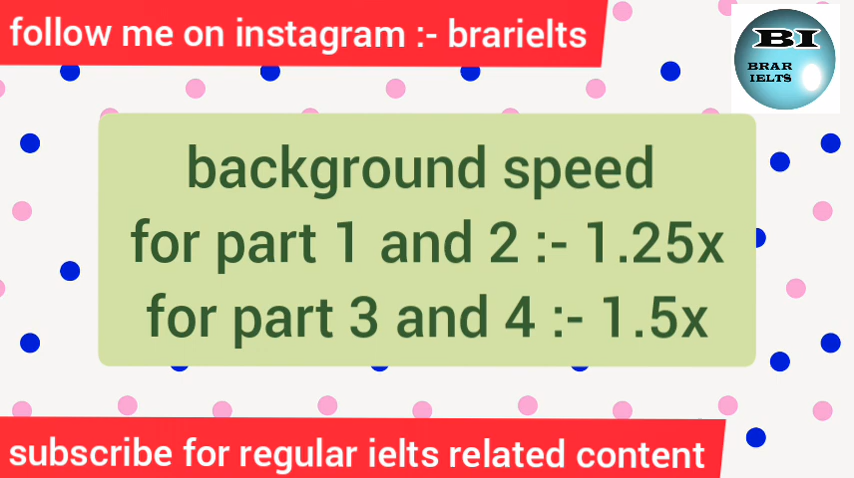 follow me on instagram :- brarielts
BI
BRAR
IELTS
background speed
for part 1 and 2 :- 1.25x
for part 3 and 4 :- 1.5x
subscribe for regular ielts related content